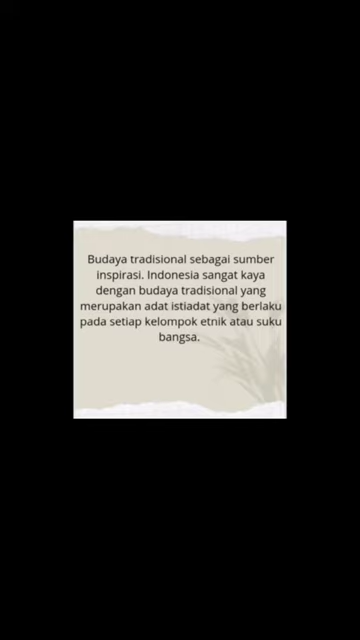 Budaya tradisional sebagai sumber
inspirasi. Indonesia sangat kaya
dengan budaya tradisional yang
merupakan adat istiadat yang berlaku
pada setiap kelompok etnik atau suku
bangsa.